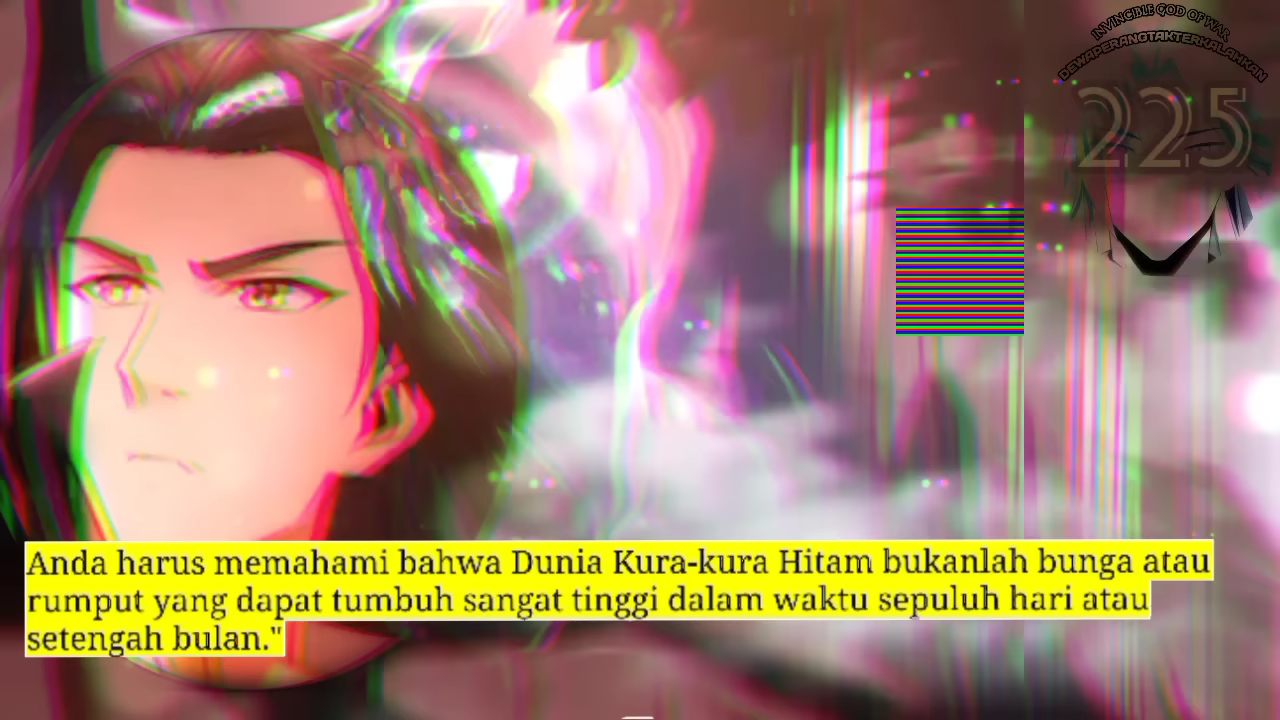 INVINCIBLE GOD OF WAR
DEWAPERANGTAKTERKALAHKAN
225
Anda harus memahami bahwa Dunia Kura-kura Hitam bukanlah bunga atau
rumput yang dapat tumbuh sangat tinggi dalam waktu sepuluh hari atau
setengah bulan."